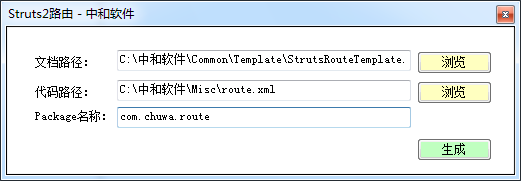 Struts2路由 - 中和软件
文档路径： C:\中和软件\Common\Template\StrutsRouteTemplate. 浏览
代码路径： C:\中和软件\Misc\route.xml 浏览
Package名称： com.chuwa.route
生成